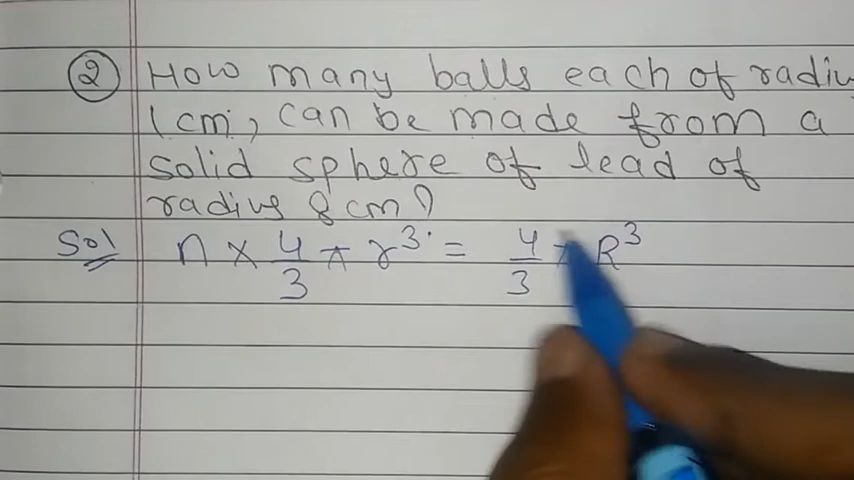 ② How many balls each of radiu
1cm, can be made from a
solid sphere of lead of
radius 8cm?
Sol n × 4/3 π r³ = 4/3 π R³